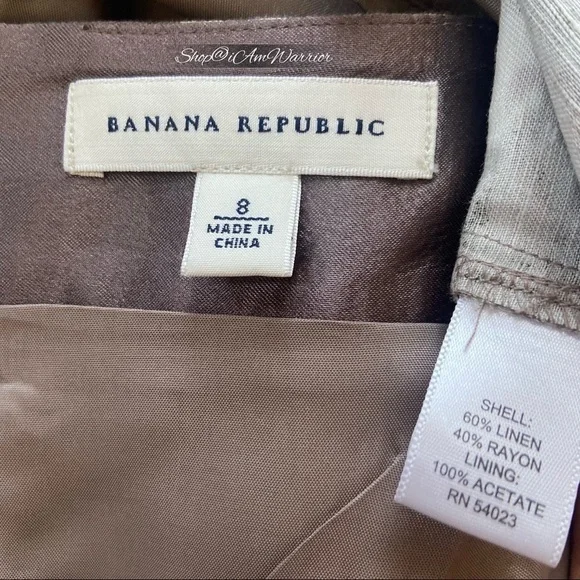 Shop@iAmWarrior
BANANA REPUBLIC
8
MADE IN
CHINA
SHELL:
60% LINEN
40% RAYON
LINING:
100% ACETATE
RN 54023